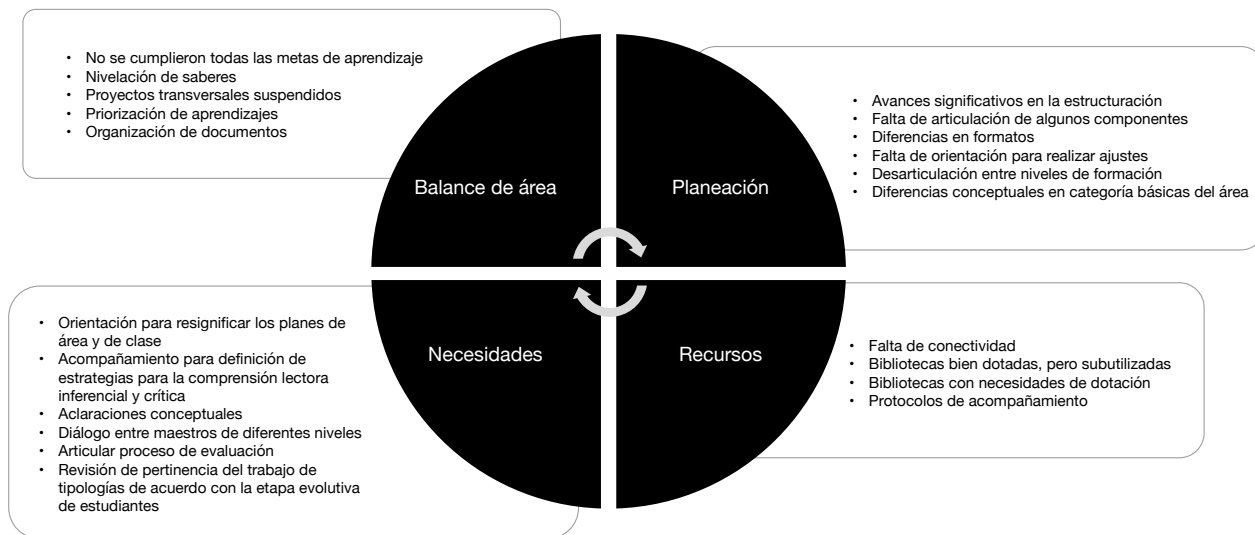 • No se cumplieron todas las metas de aprendizaje
• Nivelación de saberes
• Proyectos transversales suspendidos
• Priorización de aprendizajes
• Organización de documentos
Balance de área
Planeación
• Avances significativos en la estructuración
• Falta de articulación de algunos componentes
• Diferencias en formatos
• Falta de orientación para realizar ajustes
• Desarticulación entre niveles de formación
• Diferencias conceptuales en categoría básicas del área
• Orientación para resignificar los planes de
área y de clase
• Acompañamiento para definición de
estrategias para la comprensión lectora
inferencial y crítica
• Aclaraciones conceptuales
• Diálogo entre maestros de diferentes niveles
• Articular proceso de evaluación
• Revisión de pertinencia del trabajo de
tipologías de acuerdo con la etapa evolutiva
de estudiantes
Necesidades
Recursos
• Falta de conectividad
• Bibliotecas bien dotadas, pero subutilizadas
• Bibliotecas con necesidades de dotación
• Protocolos de acompañamiento